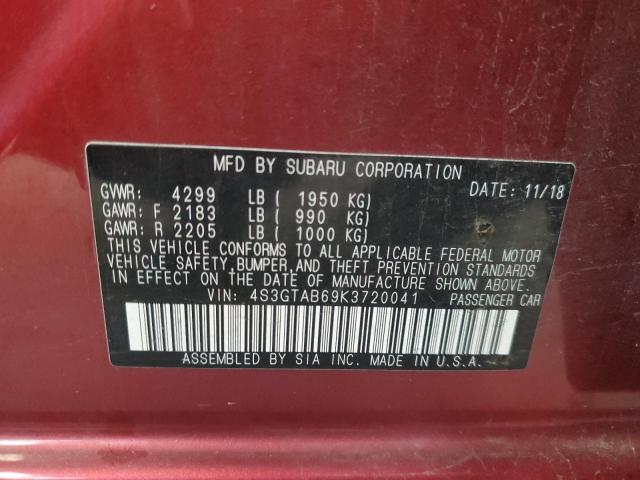 MFD BY SUBARU CORPORATION
GVWR: 4299 LB ( 1950 KG) DATE: 11/18
GAWR: F 2183 LB ( 990 KG)
GAWR: R 2205 LB ( 1000 KG)
THIS VEHICLE CONFORMS TO ALL APPLICABLE FEDERAL MOTOR
VEHICLE SAFETY, BUMPER, AND THEFT PREVENTION STANDARDS
IN EFFECT ON THE DATE OF MANUFACTURE SHOWN ABOVE.
VIN: 4S3GTAB69K3720041 PASSENGER CAR
ASSEMBLED BY SIA INC. MADE IN U.S.A.